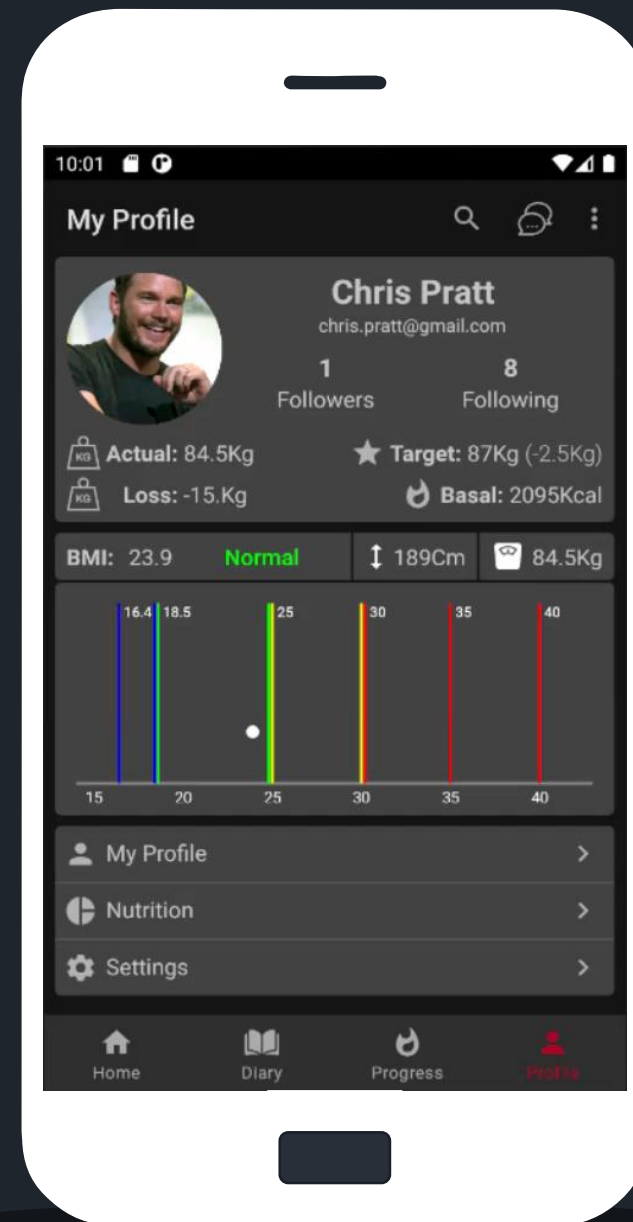 10:01
My Profile
Chris Pratt
chris.pratt@gmail.com
1 8
Followers Following
KG Actual: 84.5Kg Target: 87Kg (-2.5Kg)
KG Loss: -15.Kg Basal: 2095Kcal
BMI: 23.9 Normal 189Cm 84.5Kg
16.4 18.5 25 30 35 40
15 20 25 30 35 40
My Profile
Nutrition
Settings
Home Diary Progress Profile